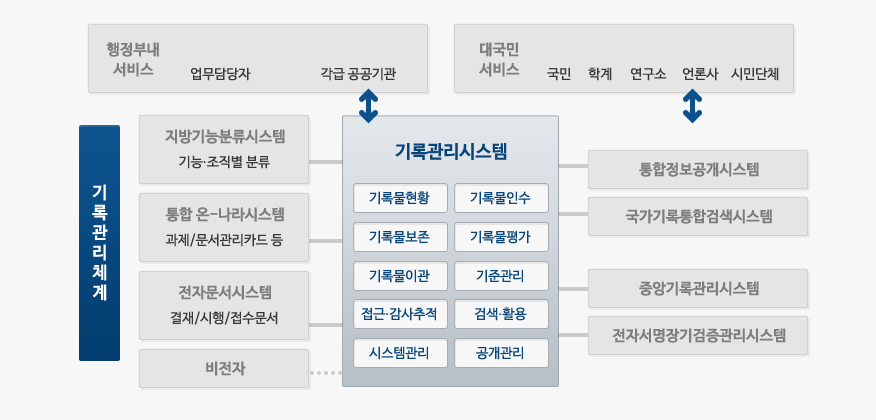 행정부내
서비스
업무담당자
각급 공공기관
대국민
서비스
국민
학계
연구소
언론사
시민단체
기록관리체계
지방기능분류시스템
기능·조직별 분류
통합 온-나라시스템
과제/문서관리카드 등
전자문서시스템
결재/시행/접수문서
비전자
기록관리시스템
기록물현황
기록물인수
기록물보존
기록물평가
기록물이관
기준관리
접근·감사추적
검색·활용
시스템관리
공개관리
통합정보공개시스템
국가기록통합검색시스템
중앙기록관리시스템
전자서명장기검증관리시스템